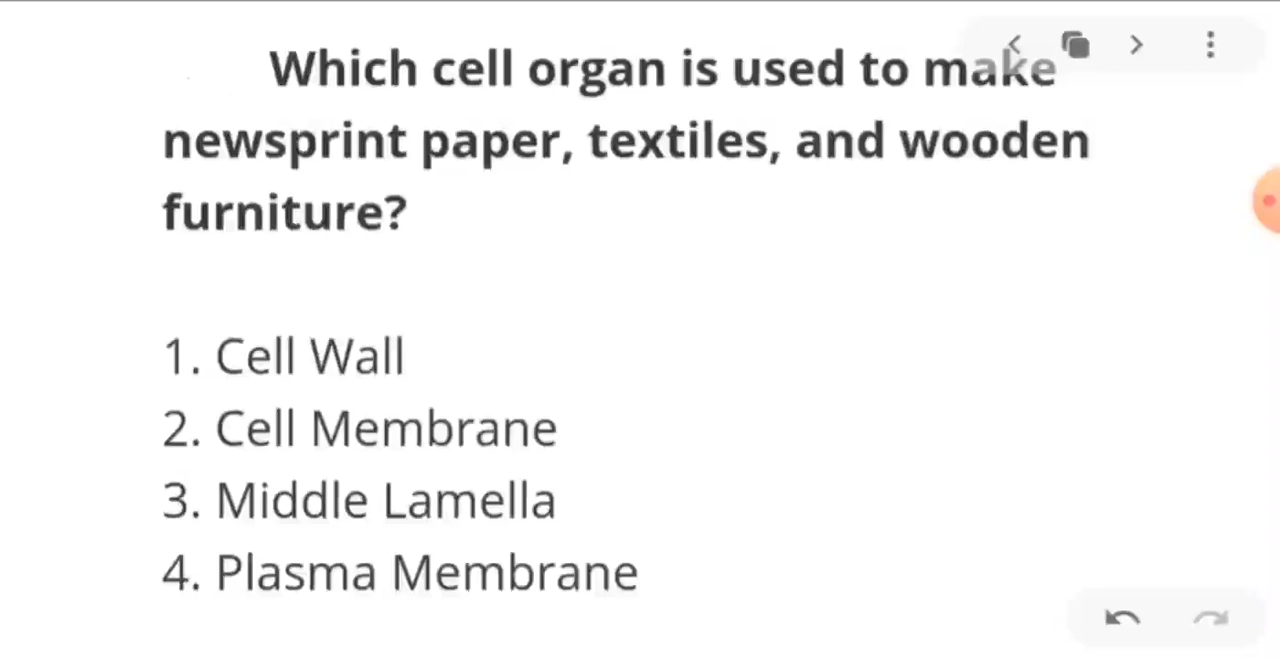 Which cell organ is used to make
newsprint paper, textiles, and wooden
furniture?
1. Cell Wall
2. Cell Membrane
3. Middle Lamella
4. Plasma Membrane